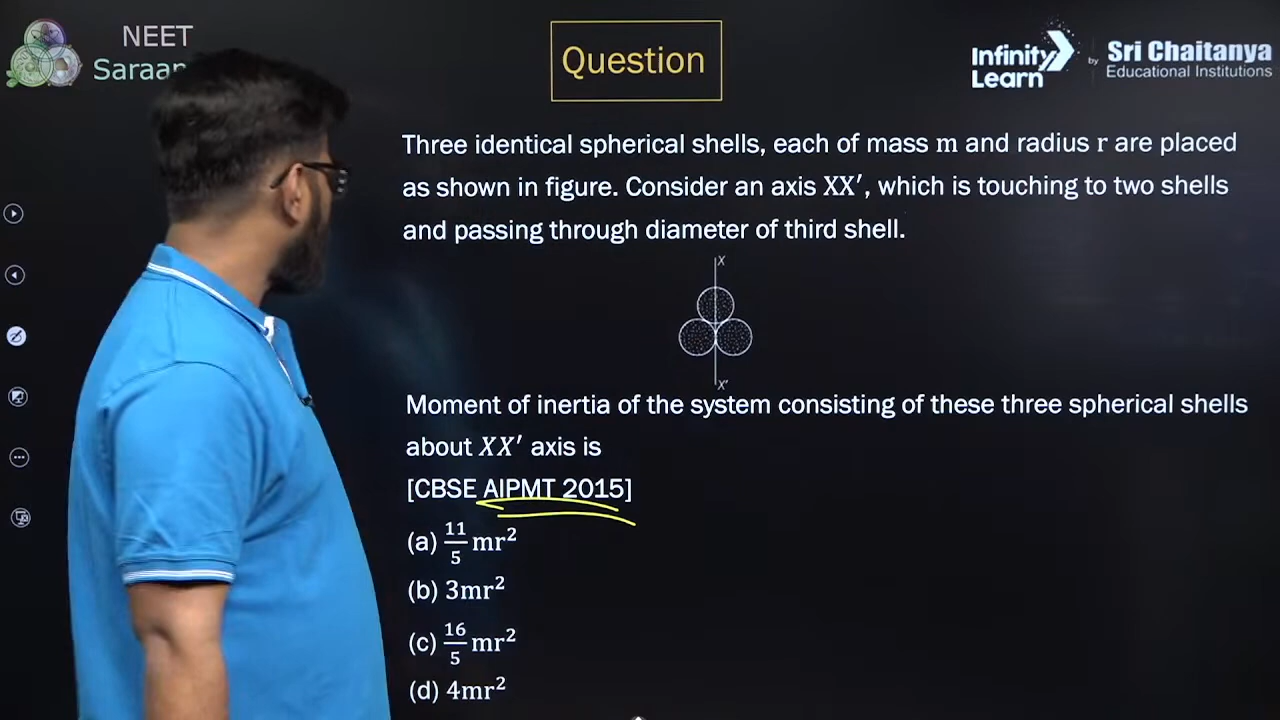 NEET
Saraan
Question
Infinity Learn by Sri Chaitanya Educational Institutions
Three identical spherical shells, each of mass m and radius r are placed
as shown in figure. Consider an axis XX′, which is touching to two shells
and passing through diameter of third shell.
X
X′
Moment of inertia of the system consisting of these three spherical shells
about XX′ axis is
[CBSE AIPMT 2015]
(a) 11/5 mr²
(b) 3mr²
(c) 16/5 mr²
(d) 4mr²